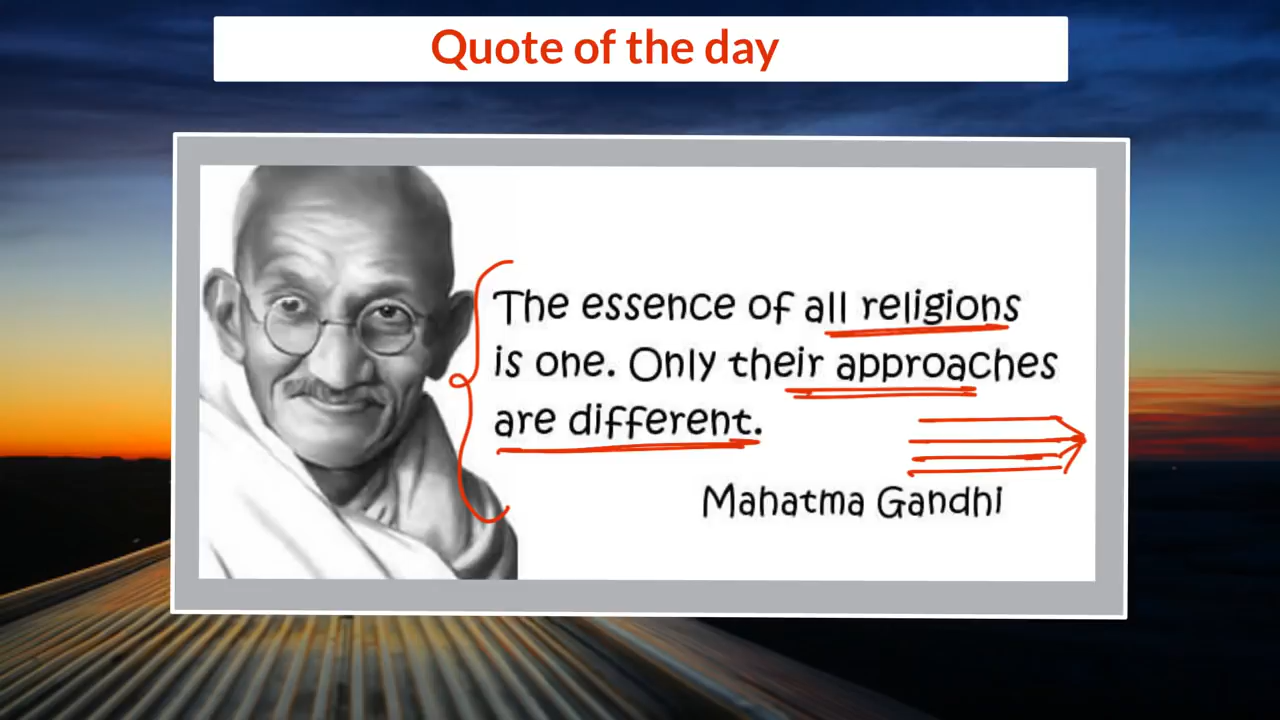 Quote of the day
The essence of all religions
is one. Only their approaches
are different.
Mahatma Gandhi